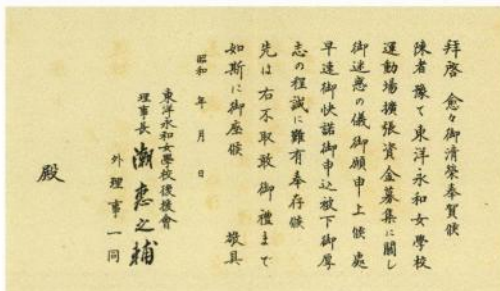 拝啓　愈々御清榮奉賀候
陳者豫て東洋永和女學校
運動場擴張資金募集に關し
御迷惑の儀御願申上候處
早速御快諾御申込被下御厚
志の程誠に難有奉存候
先は右不取敢御禮まで
如斯に御座候　敬具
昭和　年　月　日
東洋永和女學校後援會
理事長　瀨惠之輔
外理事一同
殿